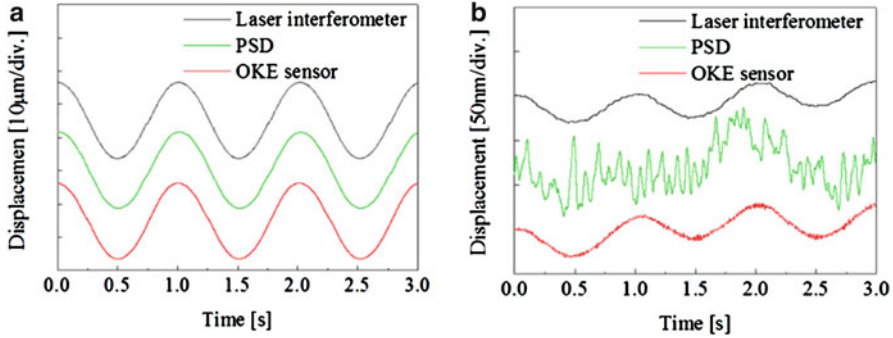 a
Laser interferometer
PSD
OKE sensor
Displacemen [10μm/div.]
0.0 0.5 1.0 1.5 2.0 2.5 3.0
Time [s]
b
Laser interferometer
PSD
OKE sensor
Displacement [50nm/div.]
0.0 0.5 1.0 1.5 2.0 2.5 3.0
Time [s]